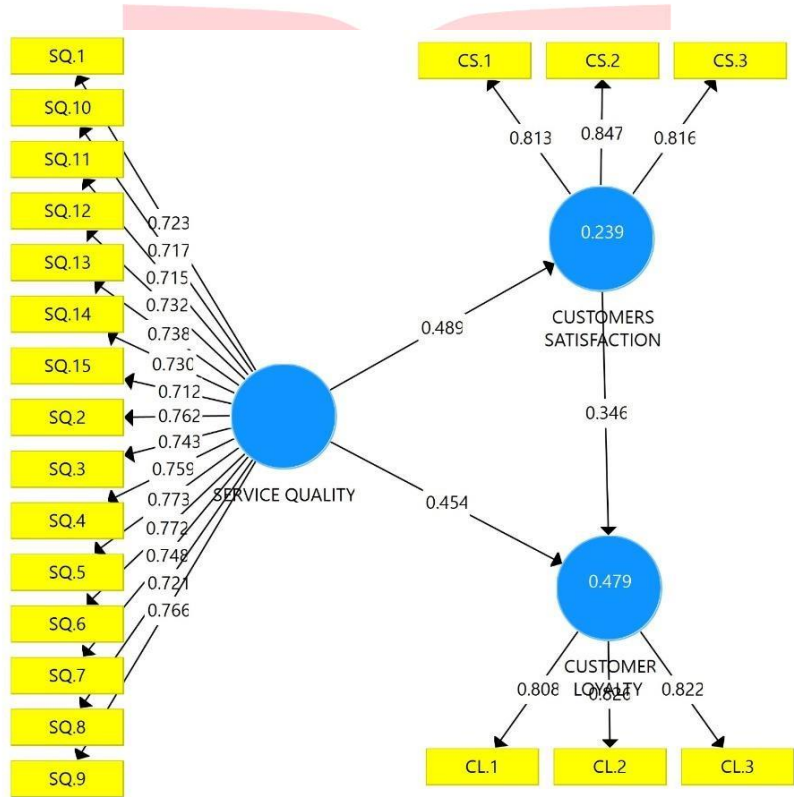 SQ.1
SQ.10
SQ.11
SQ.12
SQ.13
SQ.14
SQ.15
SQ.2
SQ.3
SQ.4
SQ.5
SQ.6
SQ.7
SQ.8
SQ.9
0.723
0.717
0.715
0.732
0.738
0.730
0.712
0.762
0.743
0.759
0.773
0.772
0.748
0.721
0.766
SERVICE QUALITY
0.489
0.454
CS.1
CS.2
CS.3
0.813
0.847
0.816
0.239
CUSTOMERS
SATISFACTION
0.346
0.479
CUSTOMER
LOYALTY
0.808
0.826
0.822
CL.1
CL.2
CL.3